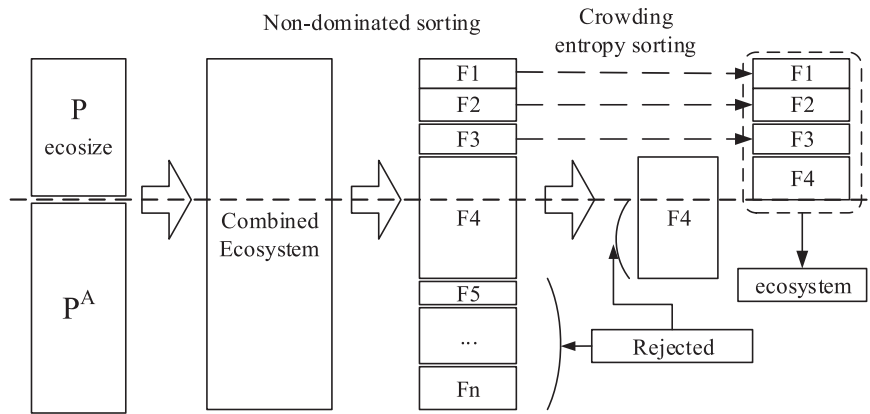 Non-dominated sorting
Crowding
entropy sorting
P
ecosize
P^A
Combined
Ecosystem
F1
F2
F3
F4
F5
...
Fn
F4
Rejected
F1
F2
F3
F4
ecosystem